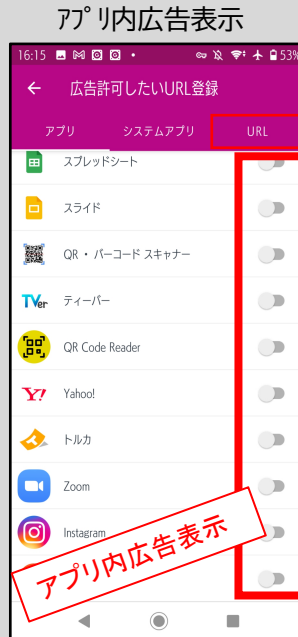 アプリ内広告表示
16:15 53%
広告許可したいURL登録
アプリ システムアプリ URL
スプレッドシート
スライド
QR・バーコード スキャナー
TVer ティーバー
QR Code Reader
Y! Yahoo!
トルカ
Zoom
Instagram
アプリ内広告表示